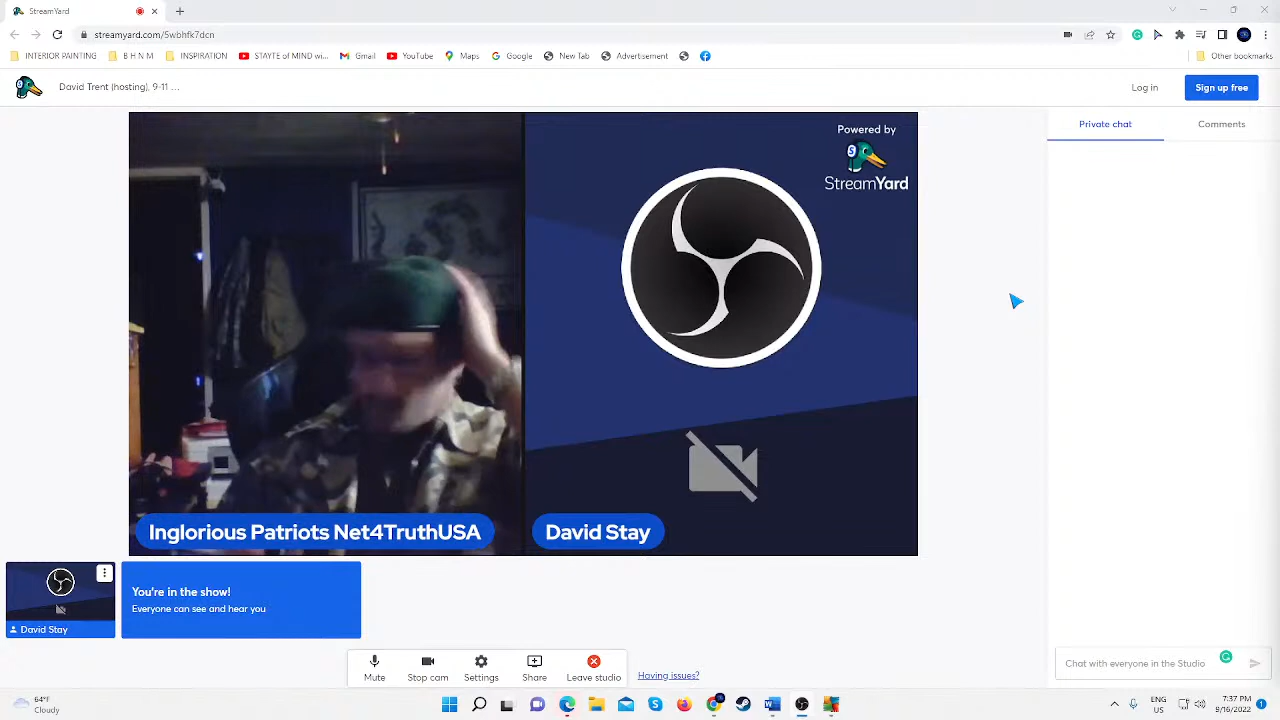 StreamYard
streamyard.com/5wbhfk7dcn
INTERIOR PAINTING
B H N M
INSPIRATION
STAYTE of MIND wi...
Gmail
YouTube
Maps
Google
New Tab
Advertisement
Other bookmarks
David Trent (hosting), 9-11 ...
Log in
Sign up free
Private chat
Comments
Powered by
StreamYard
Inglorious Patriots Net4TruthUSA
David Stay
You're in the show!
Everyone can see and hear you
David Stay
Mute
Stop cam
Settings
Share
Leave studio
Having issues?
Chat with everyone in the Studio
64°F
Cloudy
ENG
US
7:37 PM
9/16/2022